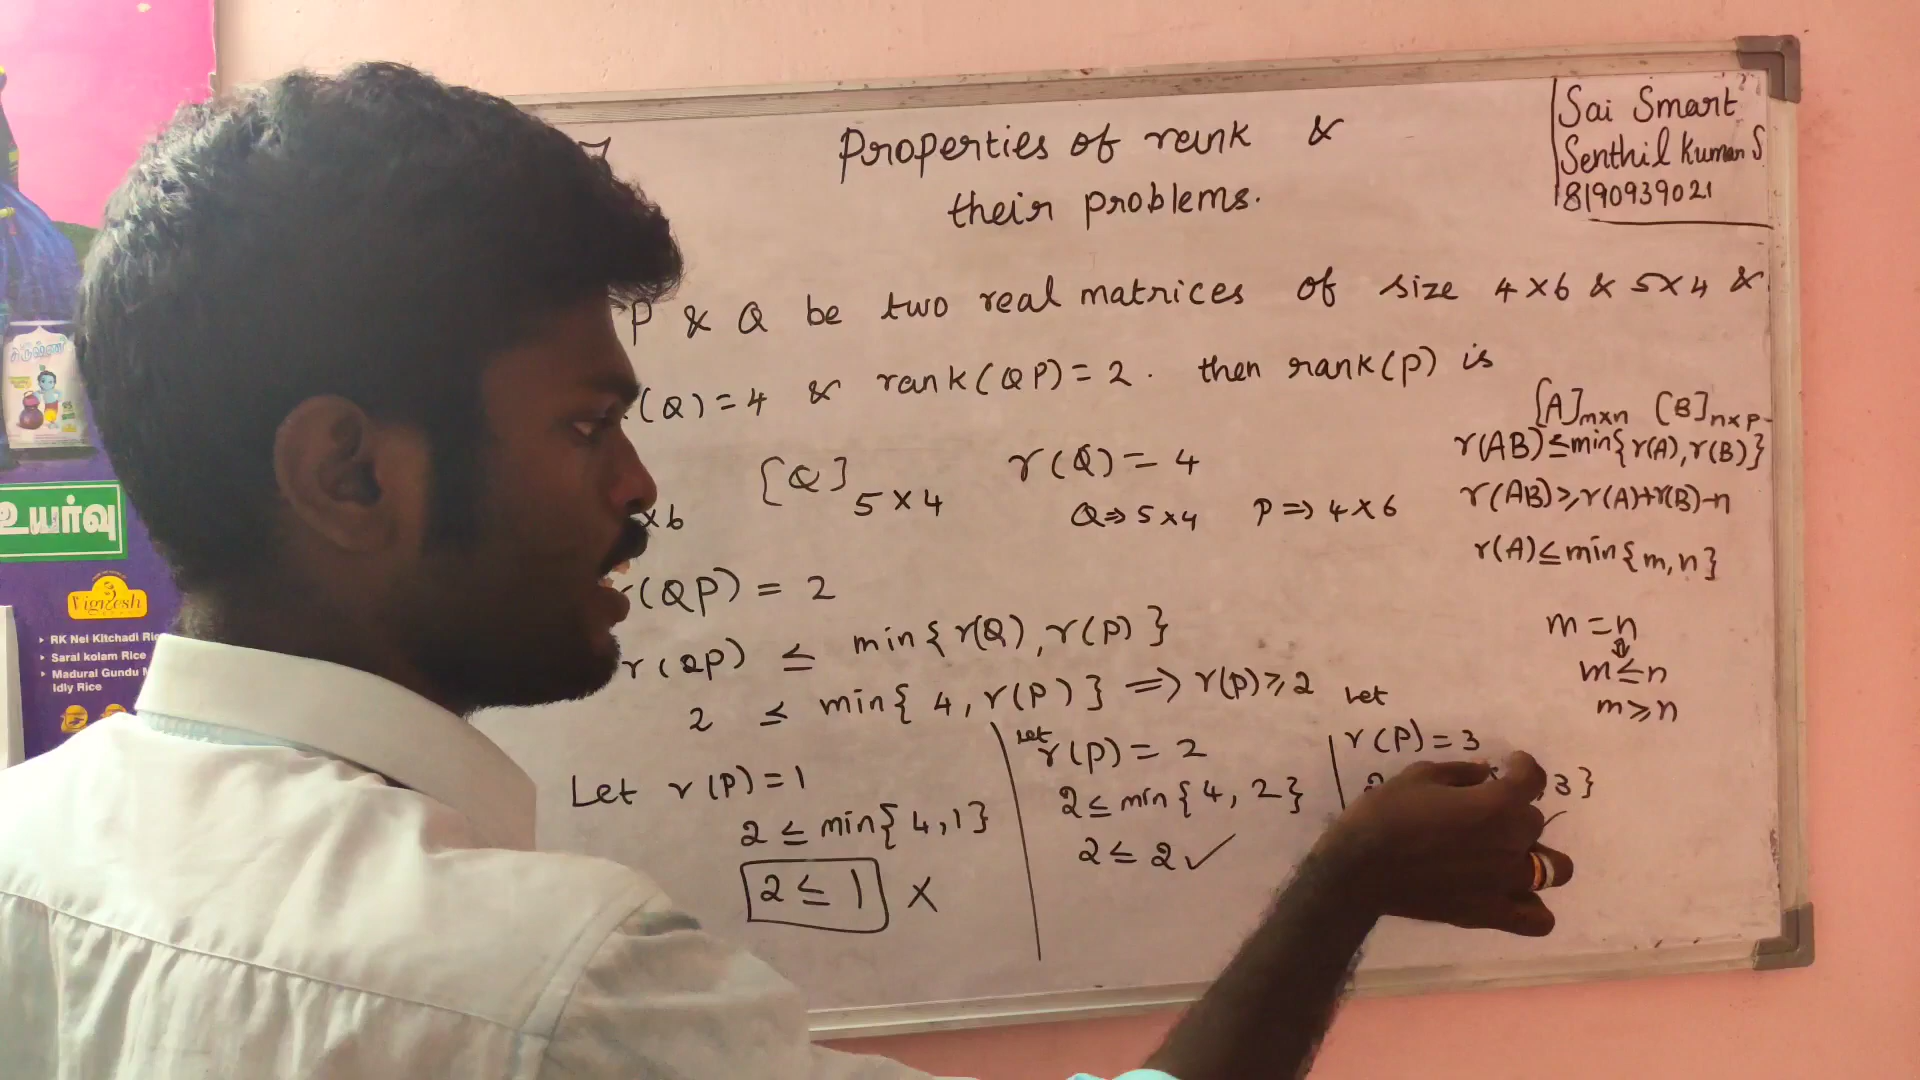 Properties of rank &
their problems.
Sai Smart
Senthil Kumar S
8190939021
P & Q be two real matrices of size 4×6 & 5×4 &
(Q)=4 & rank(QP)=2. then rank(P) is
[A]m×n [B]n×p
r(AB)≤min{r(A),r(B)}
r(AB)≥r(A)+r(B)-n
r(A)≤min{m,n}
m=n
⇓
m≤n
m≥n
×6 [Q]5×4 r(Q)=4
Q⇒5×4 P⇒4×6
r(QP)=2
r(QP) ≤ min{r(Q),r(P)}
2 ≤ min{4,r(P)} ⇒ r(P)≥2
Let r(P)=1
2≤min{4,1}
2≤1 ×
Let
r(P)=2
2≤min{4,2}
2≤2 ✓
Let
r(P)=3
2 ,3}
✓
உயர்வு
Vignesh
RK Nei Kitchadi
Sarai kolam Rice
Madurai Gundu
Idly Rice